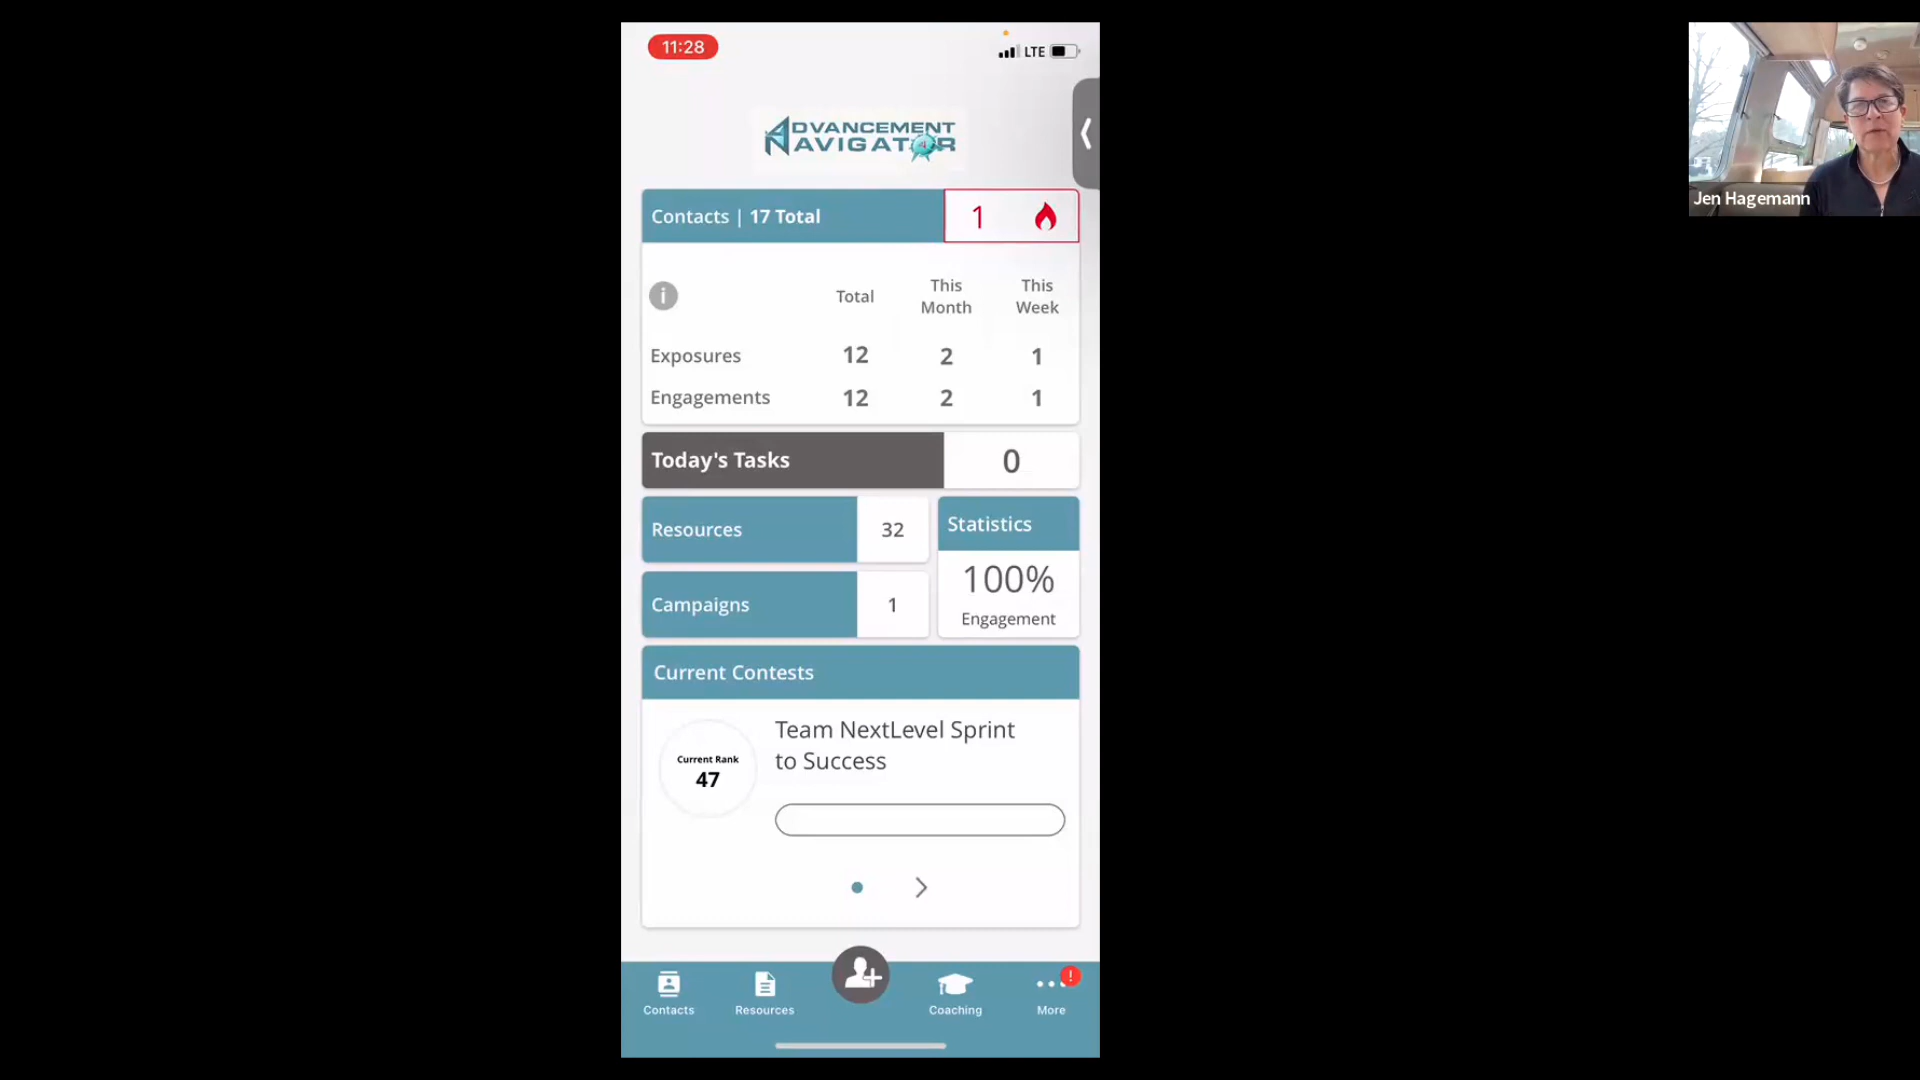 11:28
LTE
ADVANCEMENT
NAVIGATOR
Contacts | 17 Total
1
Total
This
Month
This
Week
Exposures 12 2 1
Engagements 12 2 1
Today's Tasks 0
Resources 32
Statistics
100%
Engagement
Campaigns 1
Current Contests
Current Rank
47
Team NextLevel Sprint
to Success
Contacts
Resources
Coaching
More
Jen Hagemann